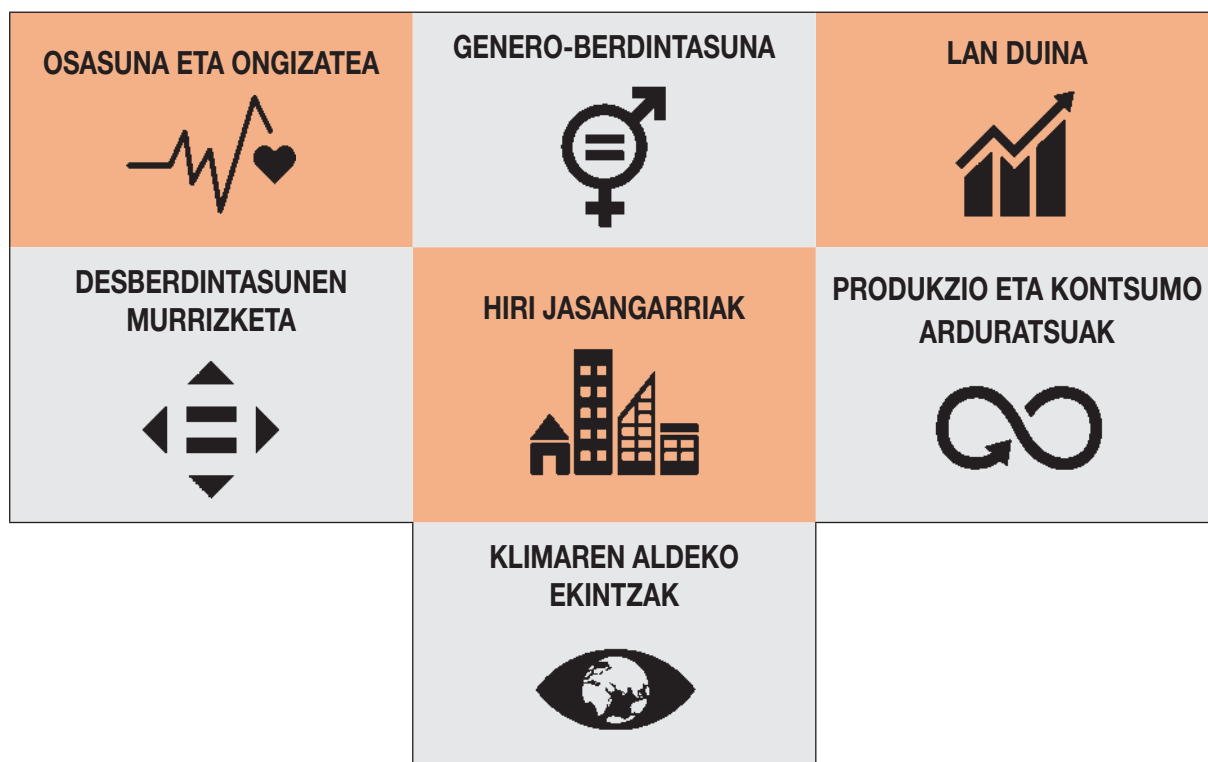 OSASUNA ETA ONGIZATEA
GENERO-BERDINTASUNA
LAN DUINA
DESBERDINTASUNEN
MURRIZKETA
HIRI JASANGARRIAK
PRODUKZIO ETA KONTSUMO
ARDURATSUAK
KLIMAREN ALDEKO
EKINTZAK